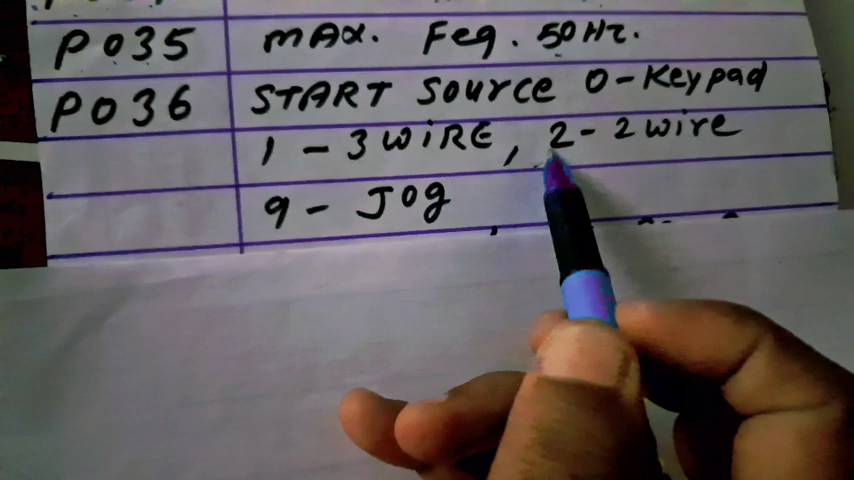 P035 MAX. Feq. 50Hz.
P036 START Source 0-Keypad
1 - 3WiRE, 2 - 2wire
9 - Jog